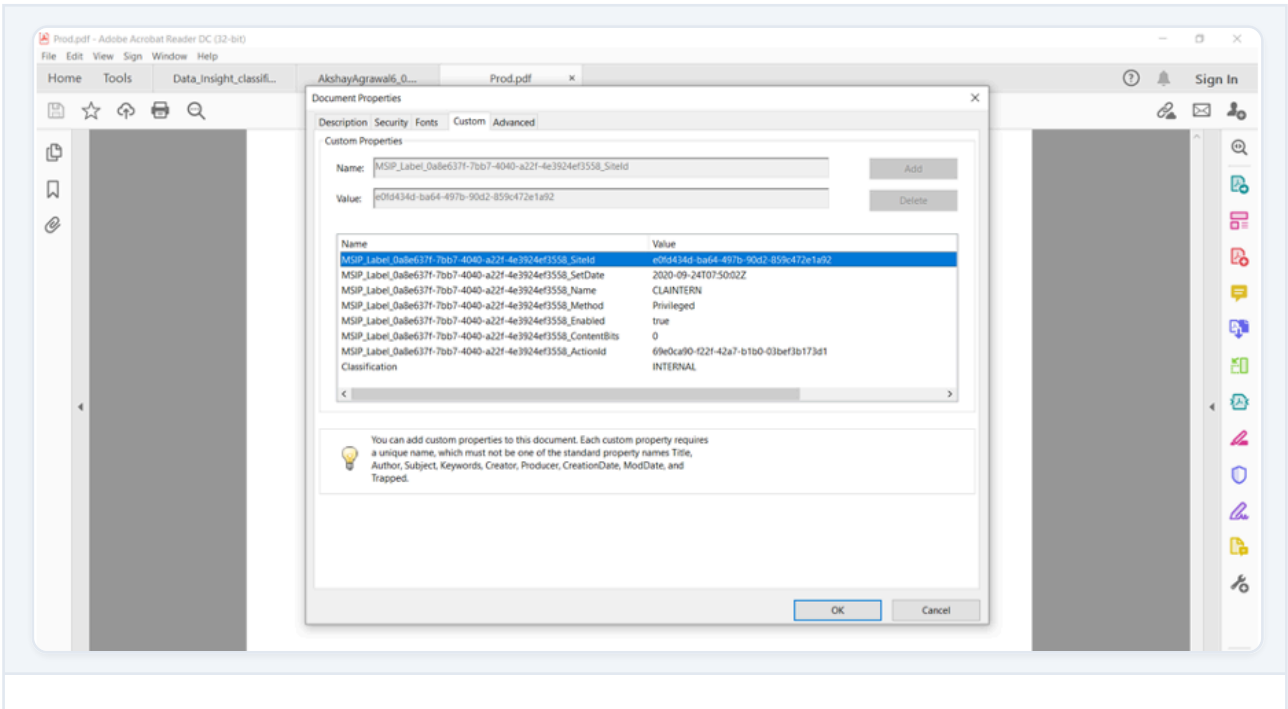 Prod.pdf - Adobe Acrobat Reader DC (32-bit)
File Edit View Sign Window Help
Home Tools Data_Insight_classifi... AkshayAgrawal6_0.... Prod.pdf × Sign In
Document Properties
Description Security Fonts Custom Advanced
Custom Properties
Name: MSIP_Label_0a8e637f-7bb7-4040-a22f-4e3924ef3558_SiteId Add
Value: e0fd434d-ba64-497b-90d2-859c472e1a92 Delete
Name Value
MSIP_Label_0a8e637f-7bb7-4040-a22f-4e3924ef3558_SiteId e0fd434d-ba64-497b-90d2-859c472e1a92
MSIP_Label_0a8e637f-7bb7-4040-a22f-4e3924ef3558_SetDate 2020-09-24T07:50:02Z
MSIP_Label_0a8e637f-7bb7-4040-a22f-4e3924ef3558_Name CLAINTERN
MSIP_Label_0a8e637f-7bb7-4040-a22f-4e3924ef3558_Method Privileged
MSIP_Label_0a8e637f-7bb7-4040-a22f-4e3924ef3558_Enabled true
MSIP_Label_0a8e637f-7bb7-4040-a22f-4e3924ef3558_ContentBits 0
MSIP_Label_0a8e637f-7bb7-4040-a22f-4e3924ef3558_ActionId 69e0ca90-f22f-42a7-b1b0-03bef3b173d1
Classification INTERNAL
You can add custom properties to this document. Each custom property requires
a unique name, which must not be one of the standard property names Title,
Author, Subject, Keywords, Creator, Producer, CreationDate, ModDate, and
Trapped.
OK Cancel